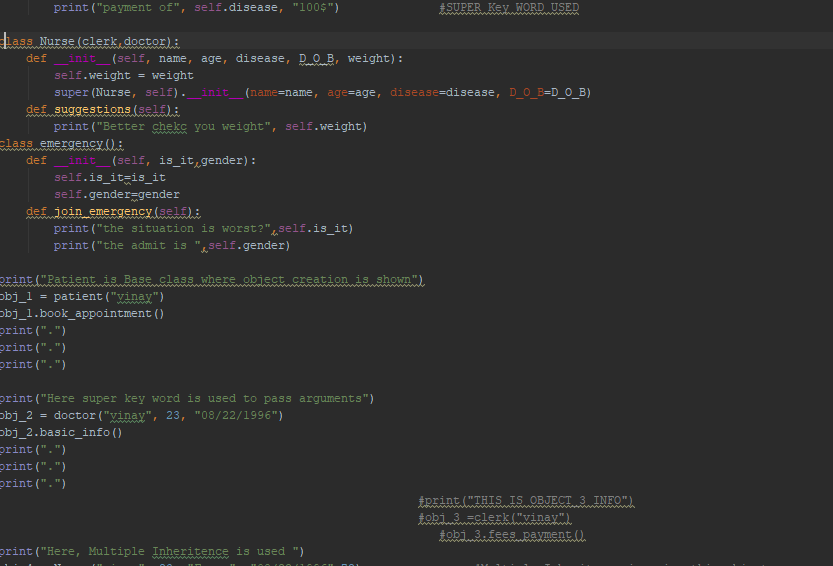 print("payment of", self.disease, "100$") #SUPER Key WORD USED
class Nurse(clerk,doctor):
def __init__(self, name, age, disease, D_O_B, weight):
self.weight = weight
super(Nurse, self).__init__(name=name, age=age, disease=disease, D_O_B=D_O_B)
def suggestions(self):
print("Better chekc you weight", self.weight)
class emergency():
def __init__(self, is_it,gender):
self.is_it=is_it
self.gender=gender
def join_emergency(self):
print("the situation is worst?",self.is_it)
print("the admit is ",self.gender)
print("Patient is Base class where object creation is shown")
obj_1 = patient("vinay")
obj_1.book_appointment()
print(".")
print(".")
print(".")
print("Here super key word is used to pass arguments")
obj_2 = doctor("vinay", 23, "08/22/1996")
obj_2.basic_info()
print(".")
print(".")
print(".")
#print("THIS IS OBJECT 3 INFO")
#obj_3 =clerk("vinay")
#obj_3.fees_payment()
print("Here, Multiple Inheritence is used ")